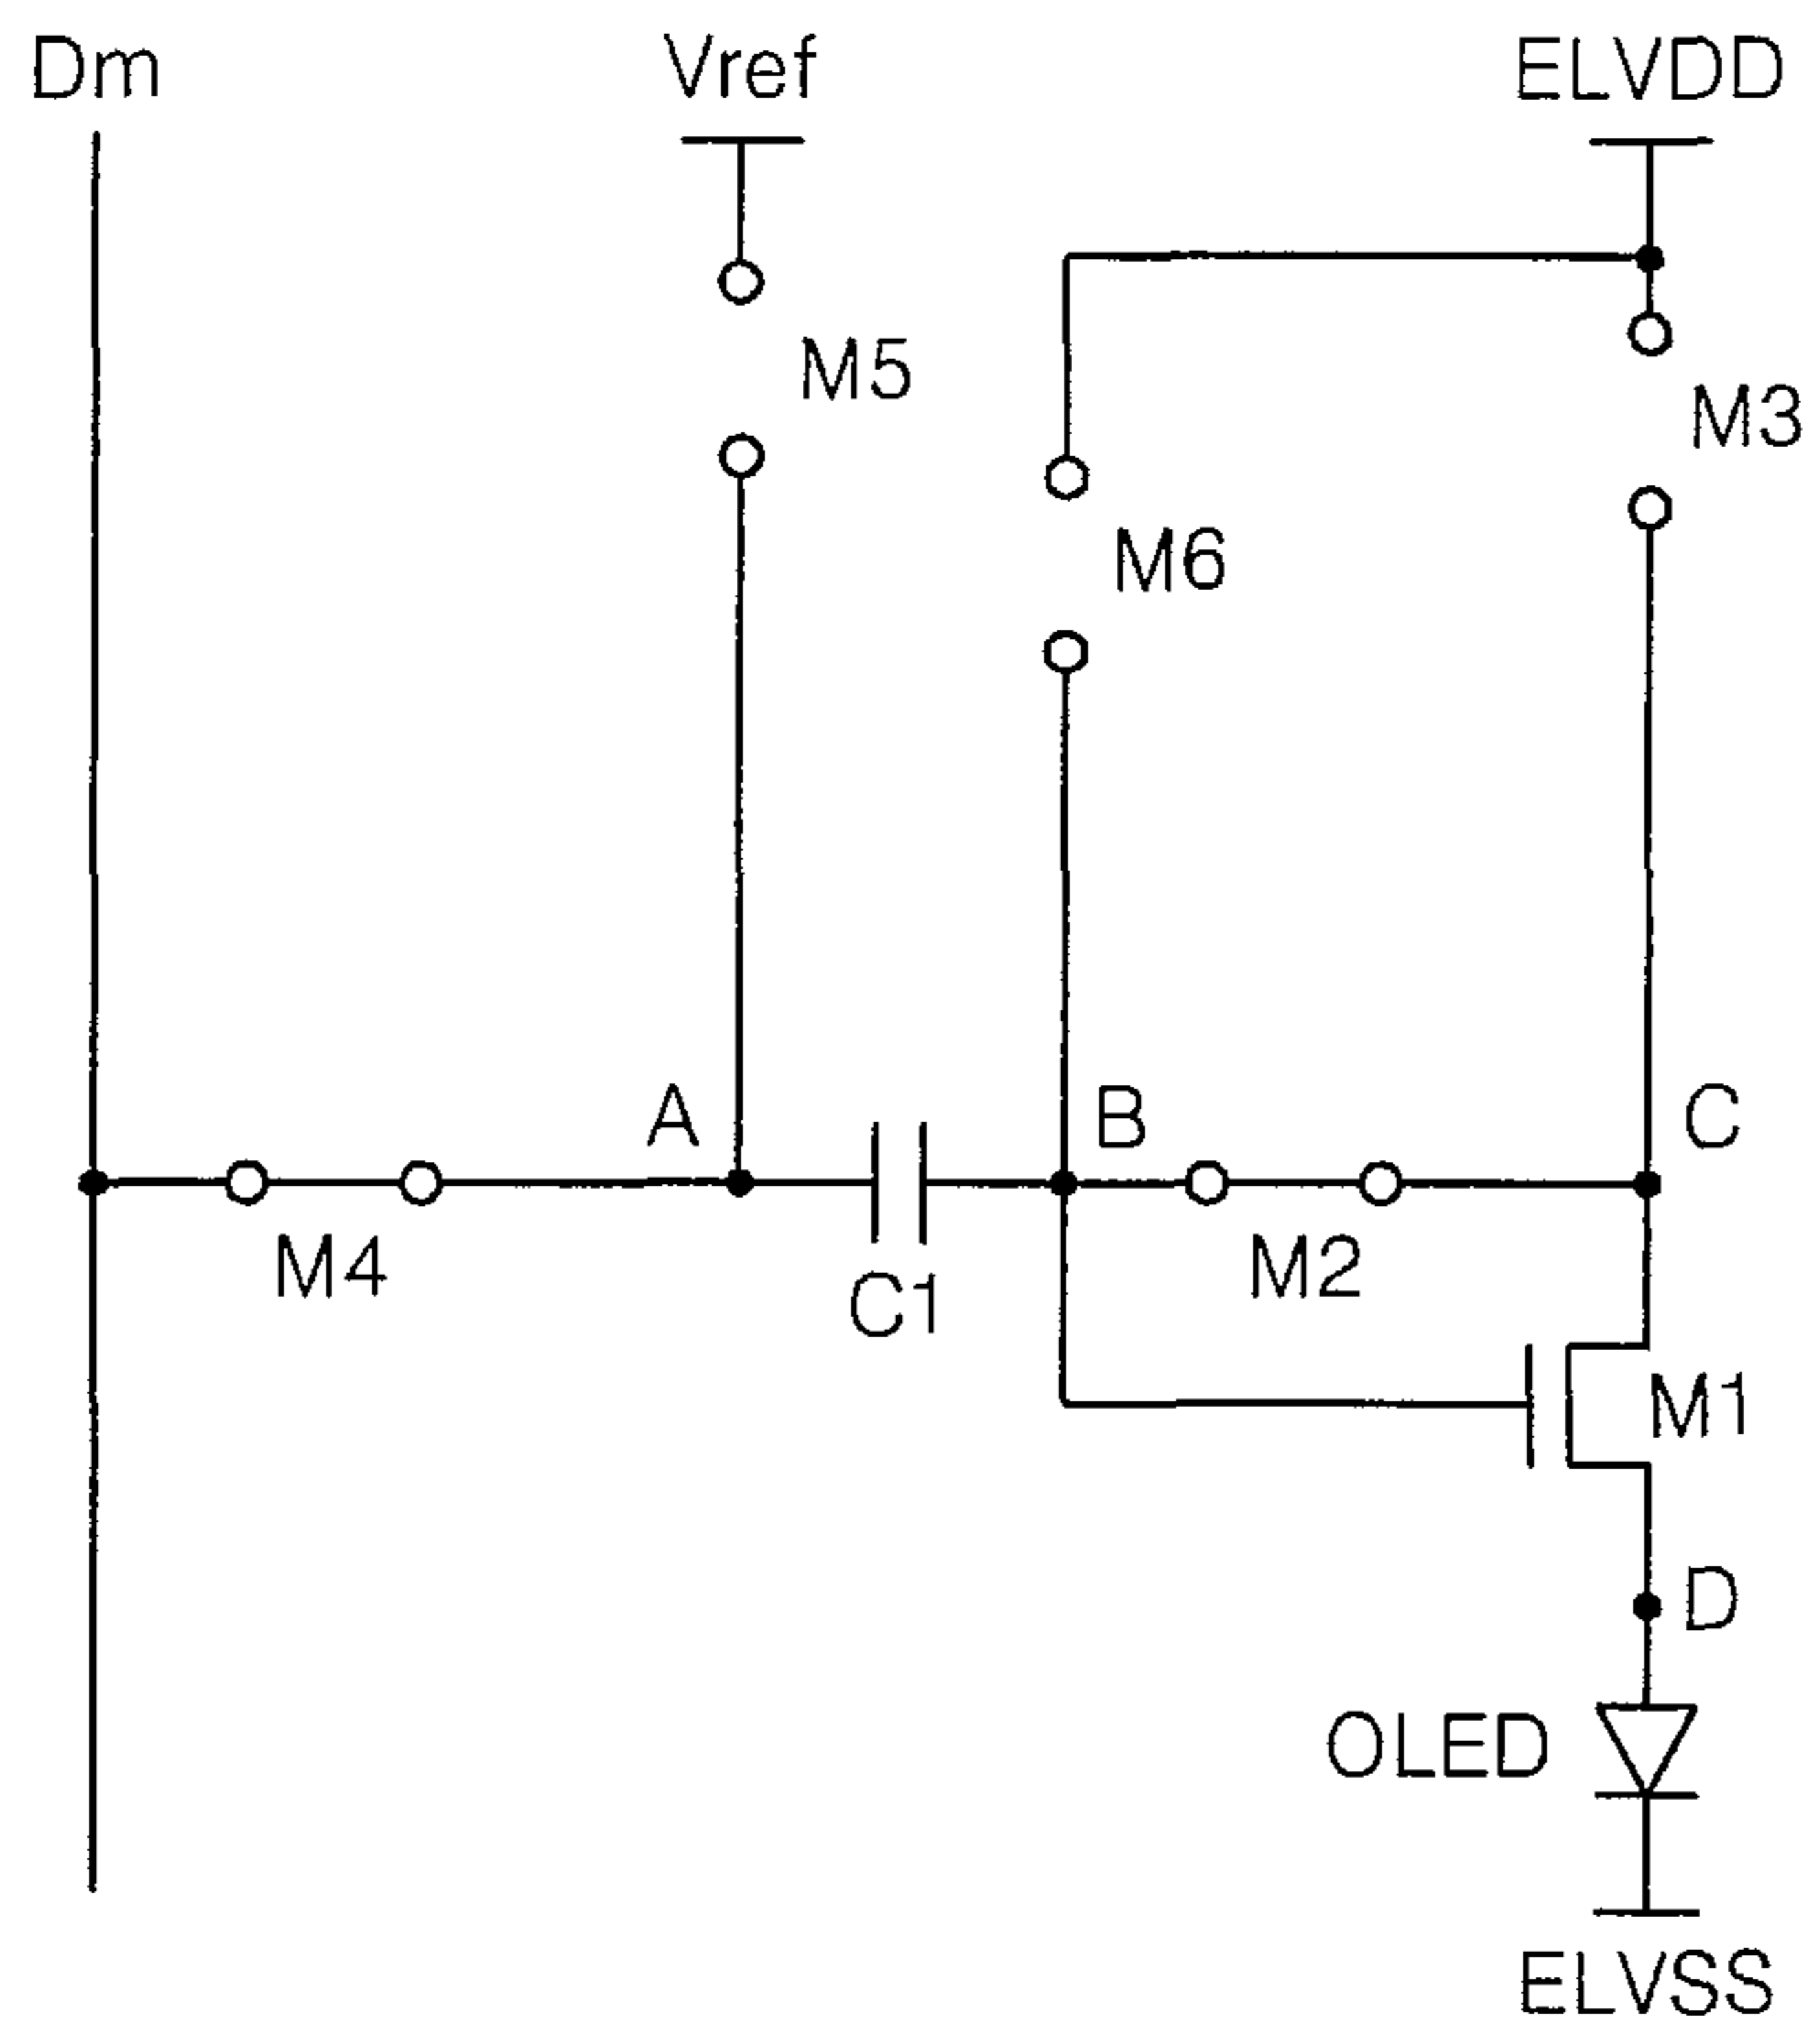 Dm Vref ELVDD
M5
M3
M6
A B C
M4 C1 M2
M1
D
OLED
ELVSS